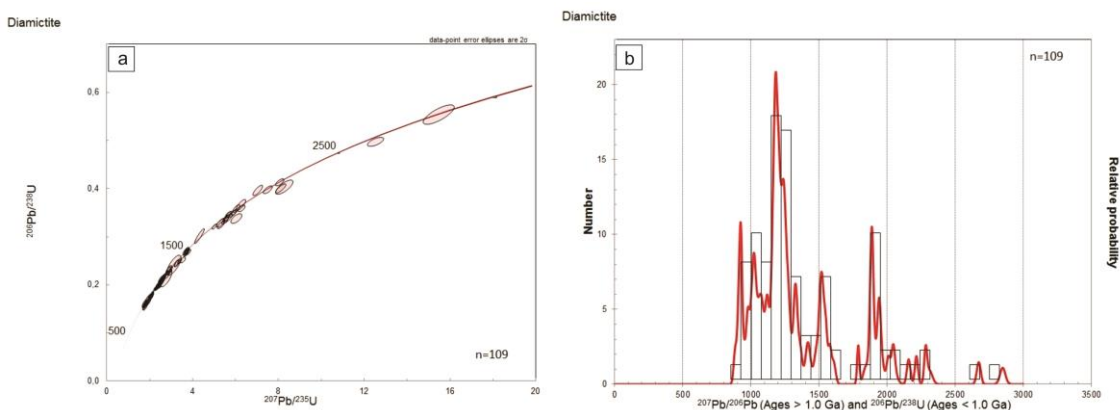 Diamictite
data-point error ellipses are 2σ
a
0,6
0,4
0,2
0,0
²⁰⁶Pb/²³⁸U
2500
1500
500
n=109
4
8
12
16
20
²⁰⁷Pb/²³⁵U
Diamictite
b
n=109
20
15
10
5
0
Number
Relative probability
0
500
1000
1500
2000
2500
3000
3500
²⁰⁷Pb/²⁰⁶Pb (Ages > 1.0 Ga) and ²⁰⁶Pb/²³⁸U (Ages < 1.0 Ga)